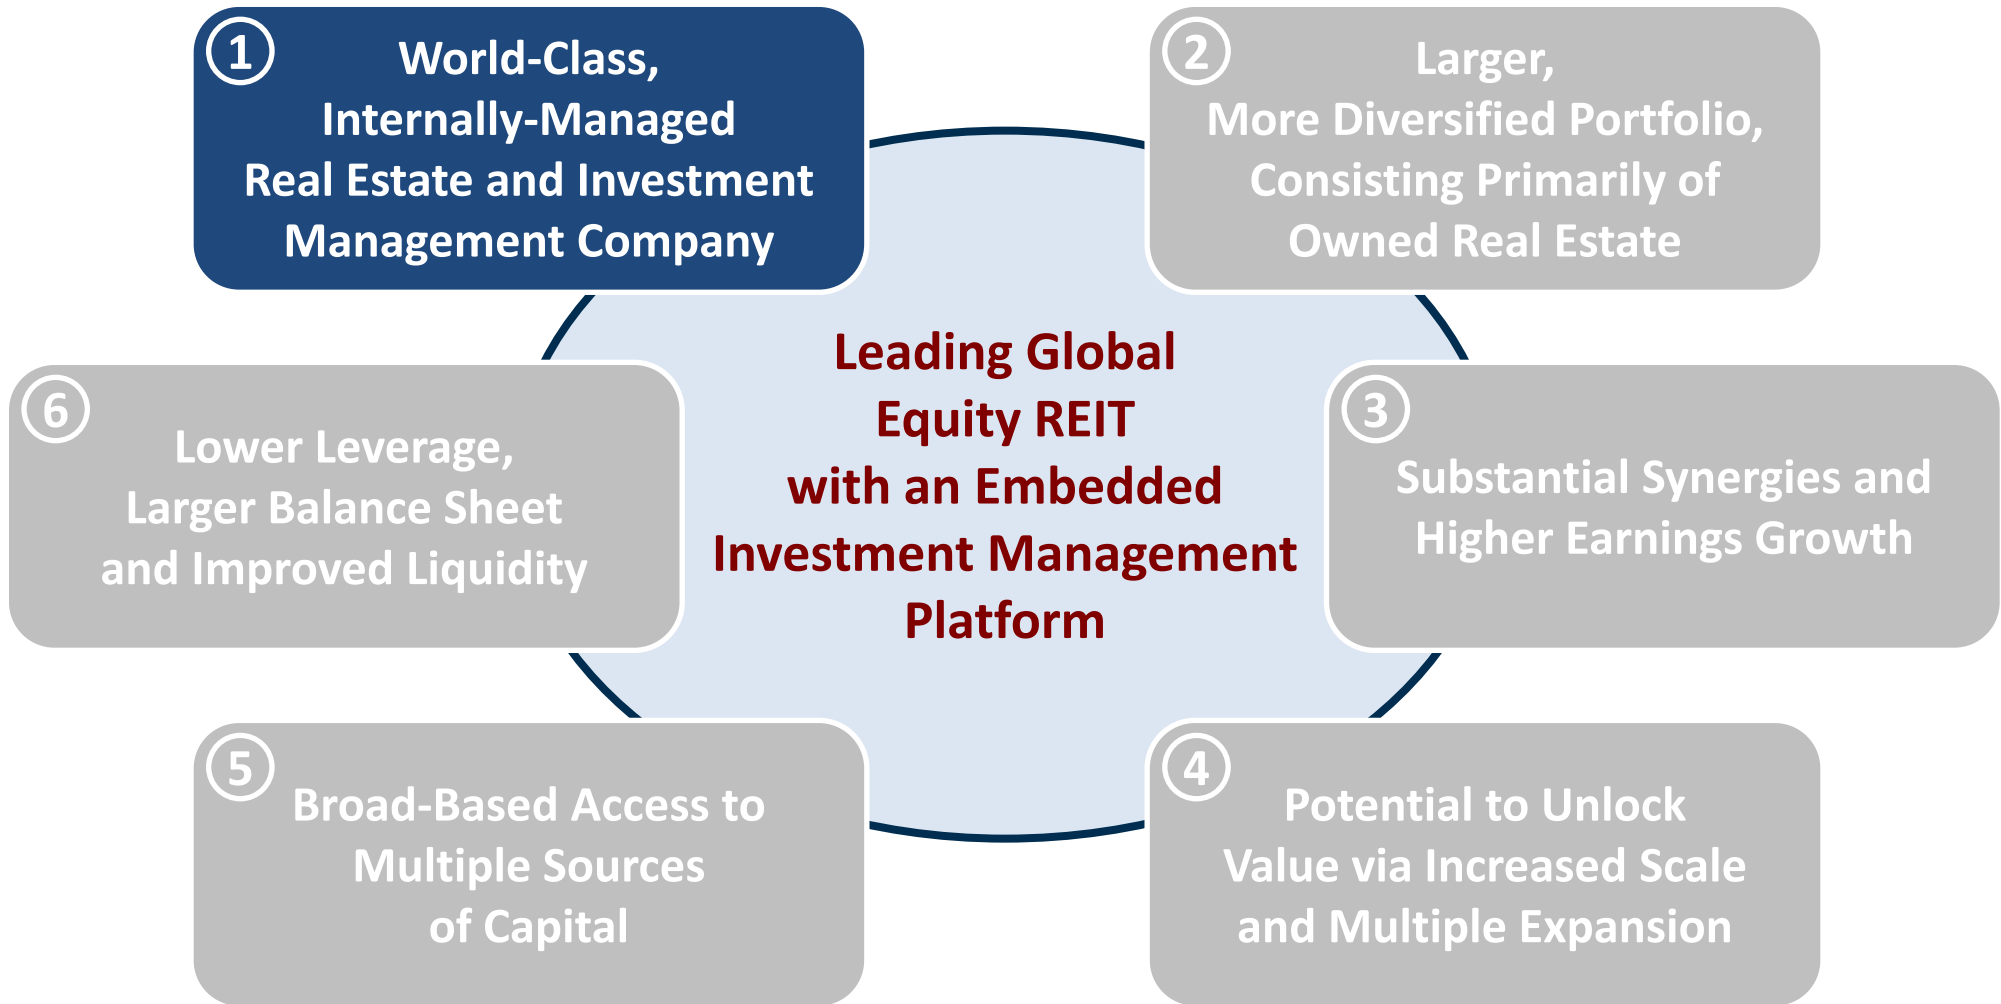 1
World-Class,
Internally-Managed
Real Estate and Investment
Management Company
2
Larger,
More Diversified Portfolio,
Consisting Primarily of
Owned Real Estate
Leading Global
Equity REIT
with an Embedded
Investment Management
Platform
3
Substantial Synergies and
Higher Earnings Growth
4
Potential to Unlock
Value via Increased Scale
and Multiple Expansion
5
Broad-Based Access to
Multiple Sources
of Capital
6
Lower Leverage,
Larger Balance Sheet
and Improved Liquidity